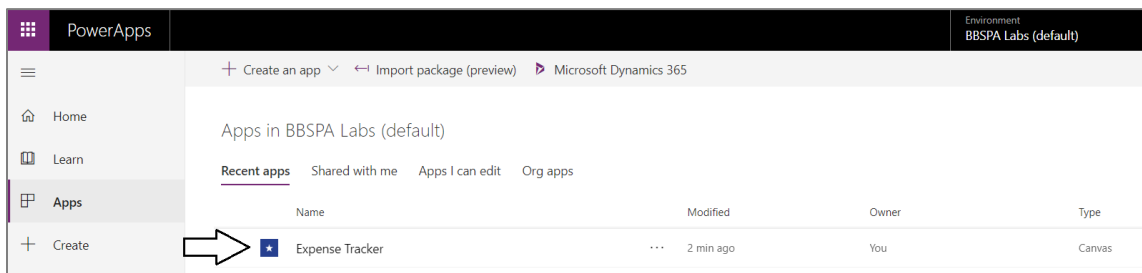 PowerApps
Environment
BBSPA Labs (default)
Create an app
Import package (preview)
Microsoft Dynamics 365
Home
Learn
Apps
Create
Apps in BBSPA Labs (default)
Recent apps Shared with me Apps I can edit Org apps
Name Modified Owner Type
Expense Tracker ... 2 min ago You Canvas